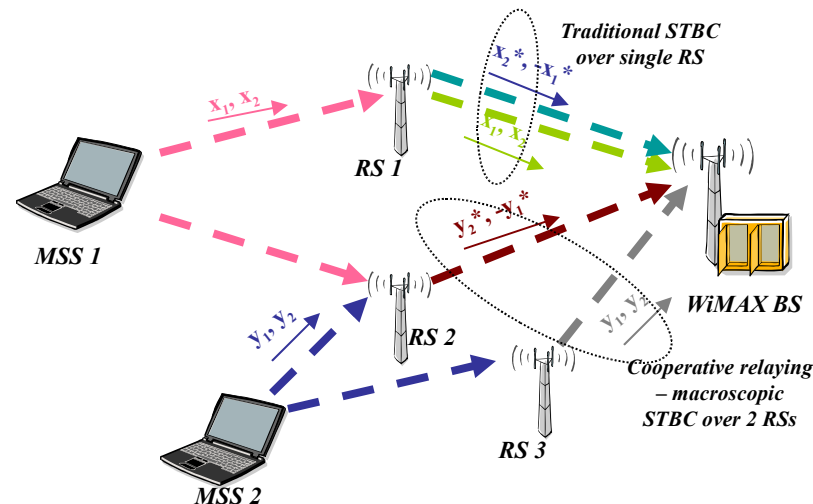 Traditional STBC
over single RS
x₂*, -x₁*
x₁, x₂
x₁, x₂
RS 1
MSS 1
y₂*, -y₁*
WiMAX BS
y₁, y₂
y₁, y₂
RS 2
Cooperative relaying
– macroscopic
STBC over 2 RSs
RS 3
MSS 2